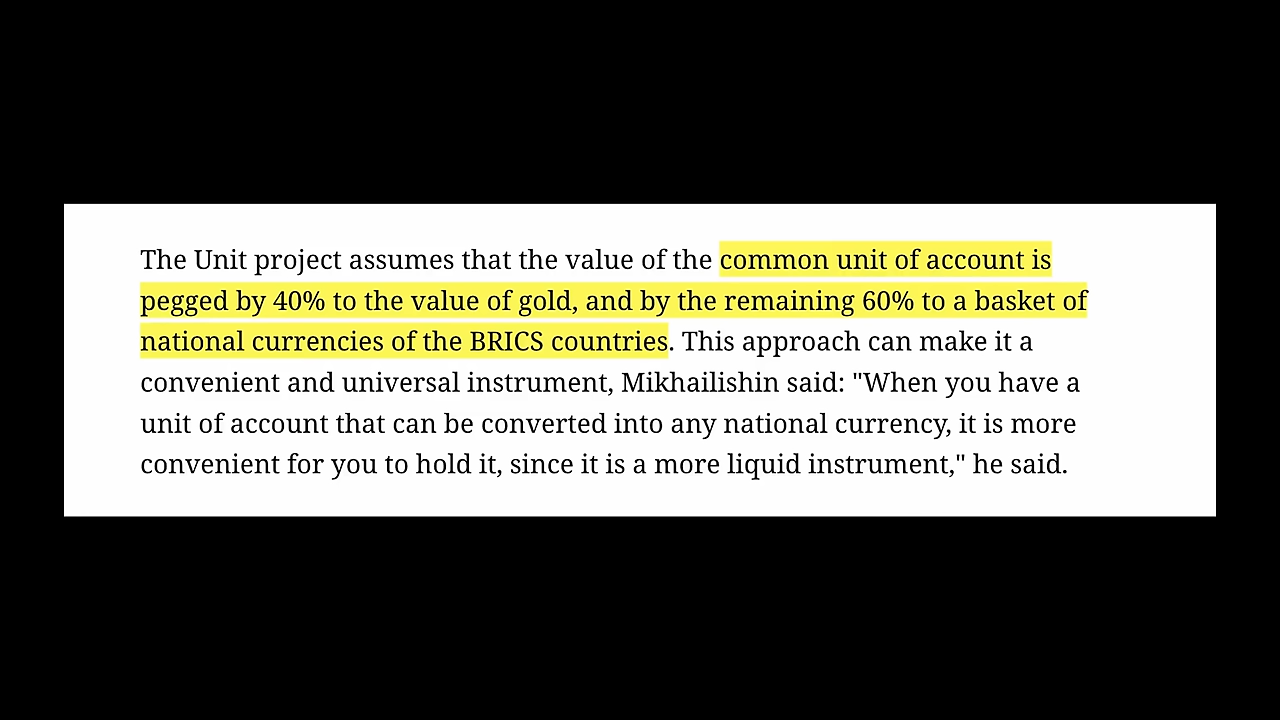 The Unit project assumes that the value of the common unit of account is
pegged by 40% to the value of gold, and by the remaining 60% to a basket of
national currencies of the BRICS countries. This approach can make it a
convenient and universal instrument, Mikhailishin said: "When you have a
unit of account that can be converted into any national currency, it is more
convenient for you to hold it, since it is a more liquid instrument," he said.